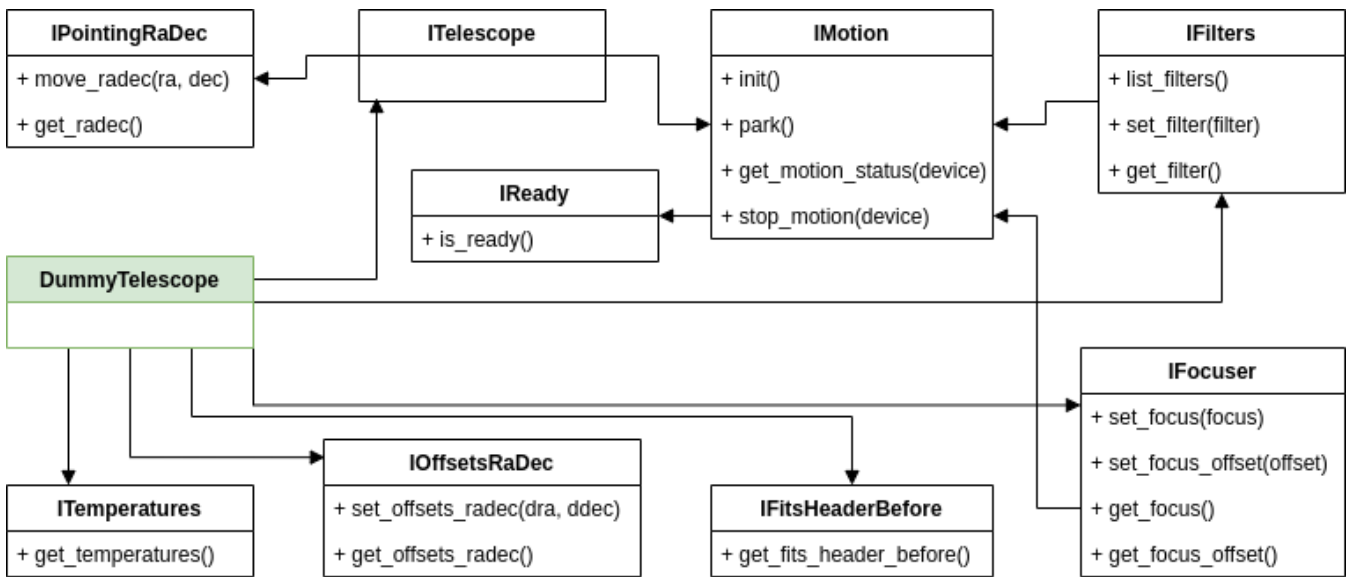 IPointingRaDec
+ move_radec(ra, dec)
+ get_radec()
ITelescope
IMotion
+ init()
+ park()
+ get_motion_status(device)
+ stop_motion(device)
IFilters
+ list_filters()
+ set_filter(filter)
+ get_filter()
IReady
+ is_ready()
DummyTelescope
IFocuser
+ set_focus(focus)
+ set_focus_offset(offset)
+ get_focus()
+ get_focus_offset()
ITemperatures
+ get_temperatures()
IOffsetsRaDec
+ set_offsets_radec(dra, ddec)
+ get_offsets_radec()
IFitsHeaderBefore
+ get_fits_header_before()